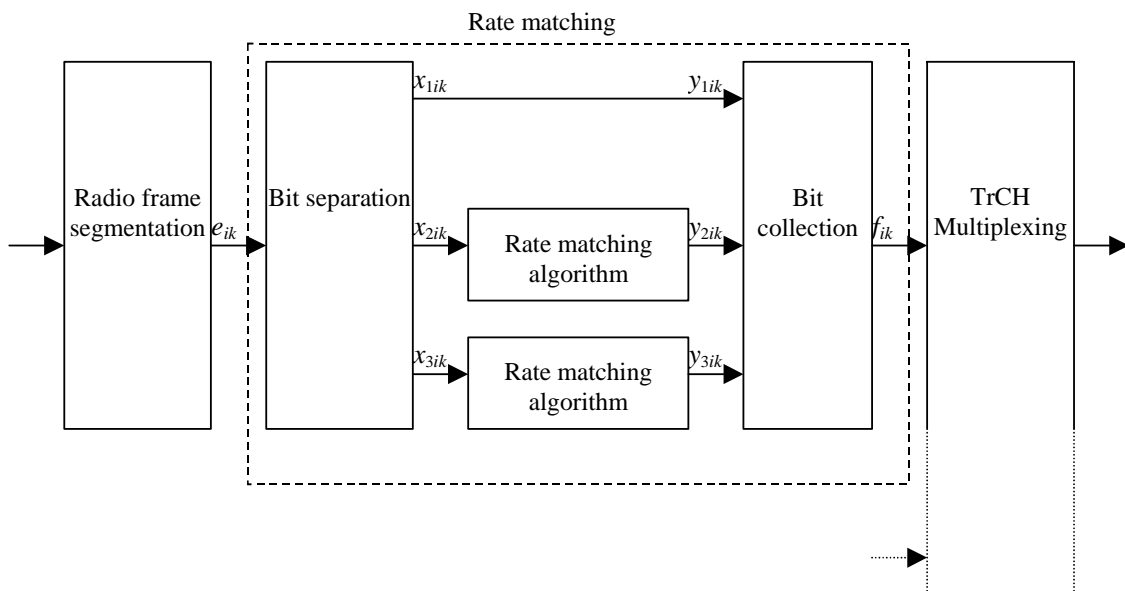 Rate matching
x1ik
y1ik
Radio frame
segmentation
eik
Bit separation
x2ik
Rate matching
algorithm
y2ik
Bit
collection
fik
TrCH
Multiplexing
x3ik
Rate matching
algorithm
y3ik